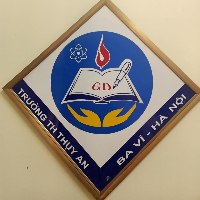 GD
TRƯỜNG TH THỤY AN
BA VÌ - HÀ NỘI